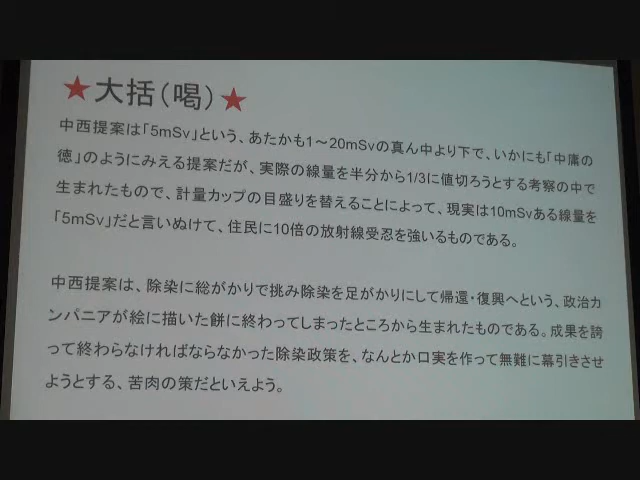 ★大括(喝)★
中西提案は「5mSv」という、あたかも1～20mSvの真ん中より下で、いかにも「中庸の
徳」のようにみえる提案だが、実際の線量を半分から1/3に値切ろうとする考察の中で
生まれたもので、計量カップの目盛りを替えることによって、現実は10mSvある線量を
「5mSv」だと言いぬけて、住民に10倍の放射線受忍を強いるものである。
中西提案は、除染に総がかりで挑み除染を足がかりにして帰還・復興へという、政治カ
ンパニアが絵に描いた餅に終わってしまったところから生まれたものである。成果を誇
って終わらなければならなかった除染政策を、なんとか口実を作って無難に幕引きさせ
ようとする、苦肉の策だといえよう。